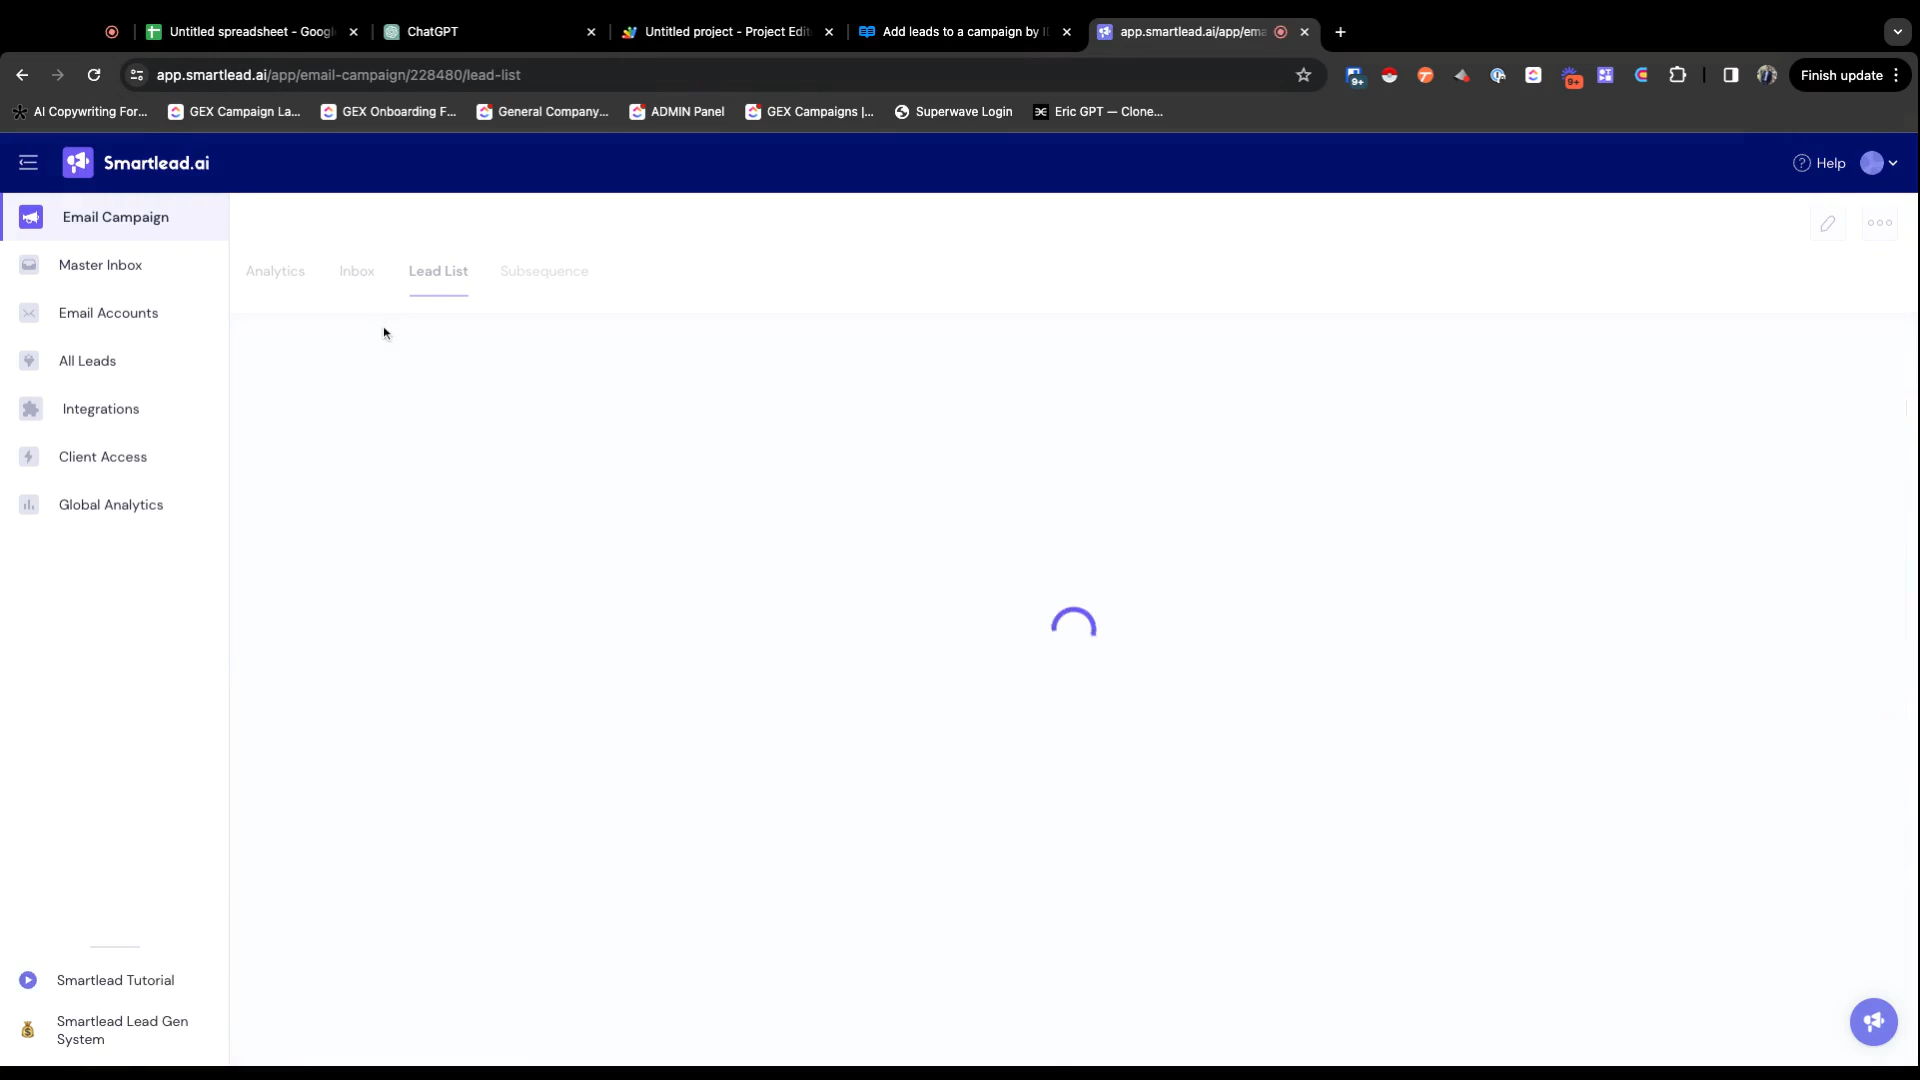 Untitled spreadsheet - Googl
ChatGPT
Untitled project - Project Edit
Add leads to a campaign by I
app.smartlead.ai/app/ema
app.smartlead.ai/app/email-campaign/228480/lead-list
9+
9+
Finish update
AI Copywriting For...
GEX Campaign La...
GEX Onboarding F...
General Company...
ADMIN Panel
GEX Campaigns |...
Superwave Login
Eric GPT — Clone...
Smartlead.ai
Help
Email Campaign
Master Inbox
Email Accounts
All Leads
Integrations
Client Access
Global Analytics
Analytics
Inbox
Lead List
Subsequence
Smartlead Tutorial
Smartlead Lead Gen
System